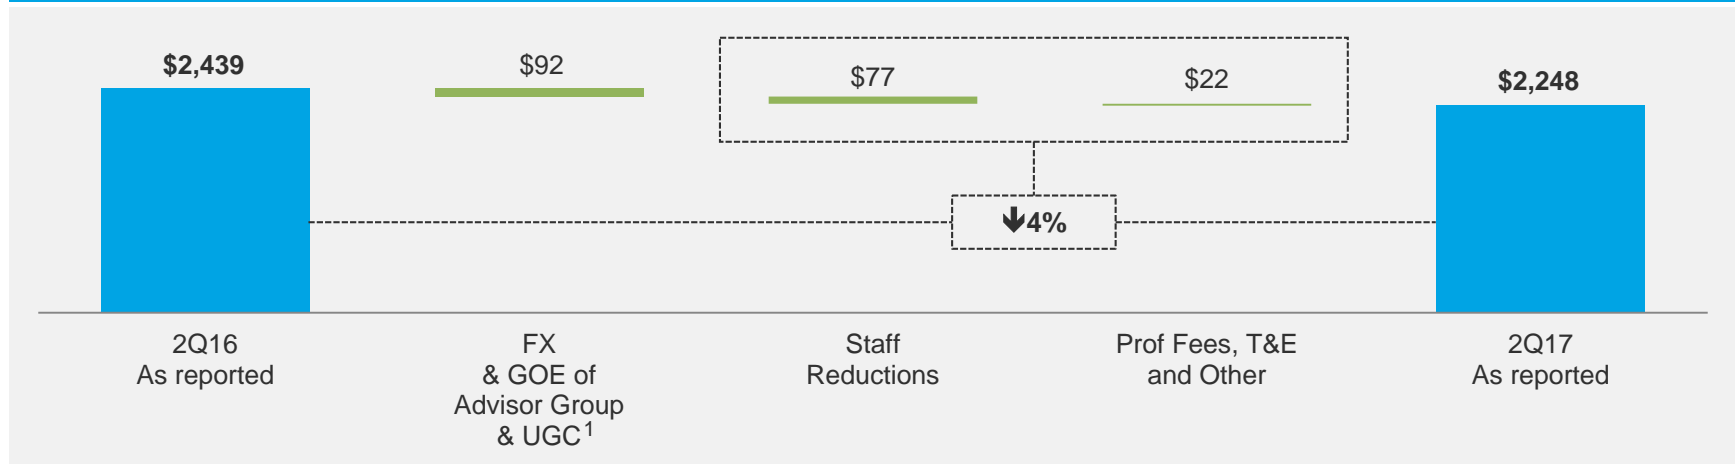 $2,439
$92
$77
$22
$2,248
🡻4%
2Q16
As reported
FX
& GOE of
Advisor Group
& UGC1
Staff
Reductions
Prof Fees, T&E
and Other
2Q17
As reported